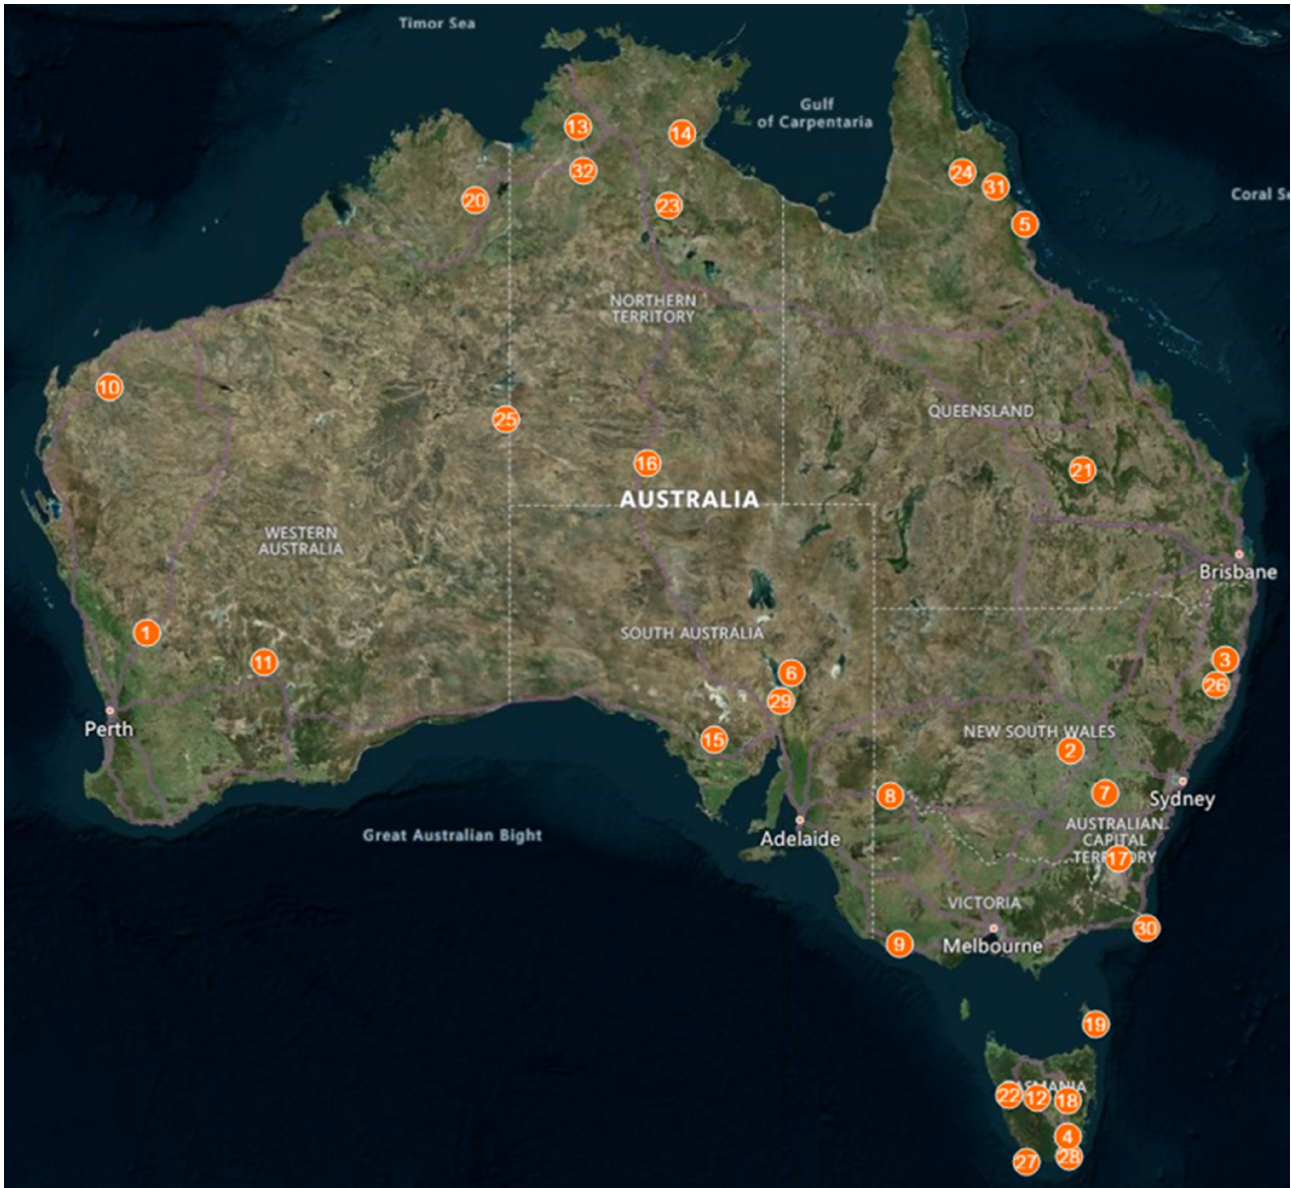 Timor Sea
Gulf
of Carpentaria
13
14
32
24
31
20
23
Coral Se
5
NORTHERN
TERRITORY
10
25
QUEENSLAND
16
21
AUSTRALIA
WESTERN
AUSTRALIA
Brisbane
1
SOUTH AUSTRALIA
11
3
6
26
29
Perth
NEW SOUTH WALES
15
2
8
7
Sydney
Great Australian Bight
Adelaide
AUSTRALIAN
CAPITAL
TERRITORY
17
VICTORIA
30
9
Melbourne
19
TASMANIA
22
12
18
4
27
28